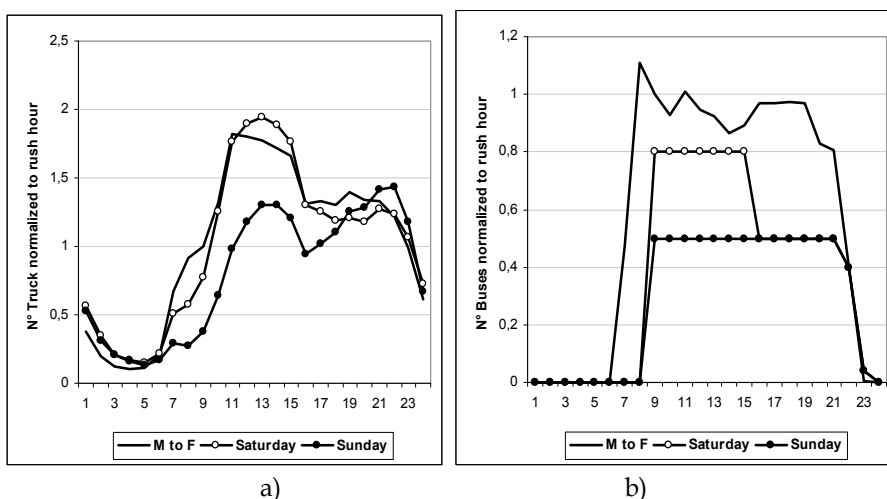 N° Truck normalized to rush hour
2,5
2
1,5
1
0,5
0
1 3 5 7 9 11 13 15 17 19 21 23
M to F Saturday Sunday
a)
N° Buses normalized to rush hour
1,2
1
0,8
0,6
0,4
0,2
0
1 3 5 7 9 11 13 15 17 19 21 23
M to F Saturday Sunday
b)